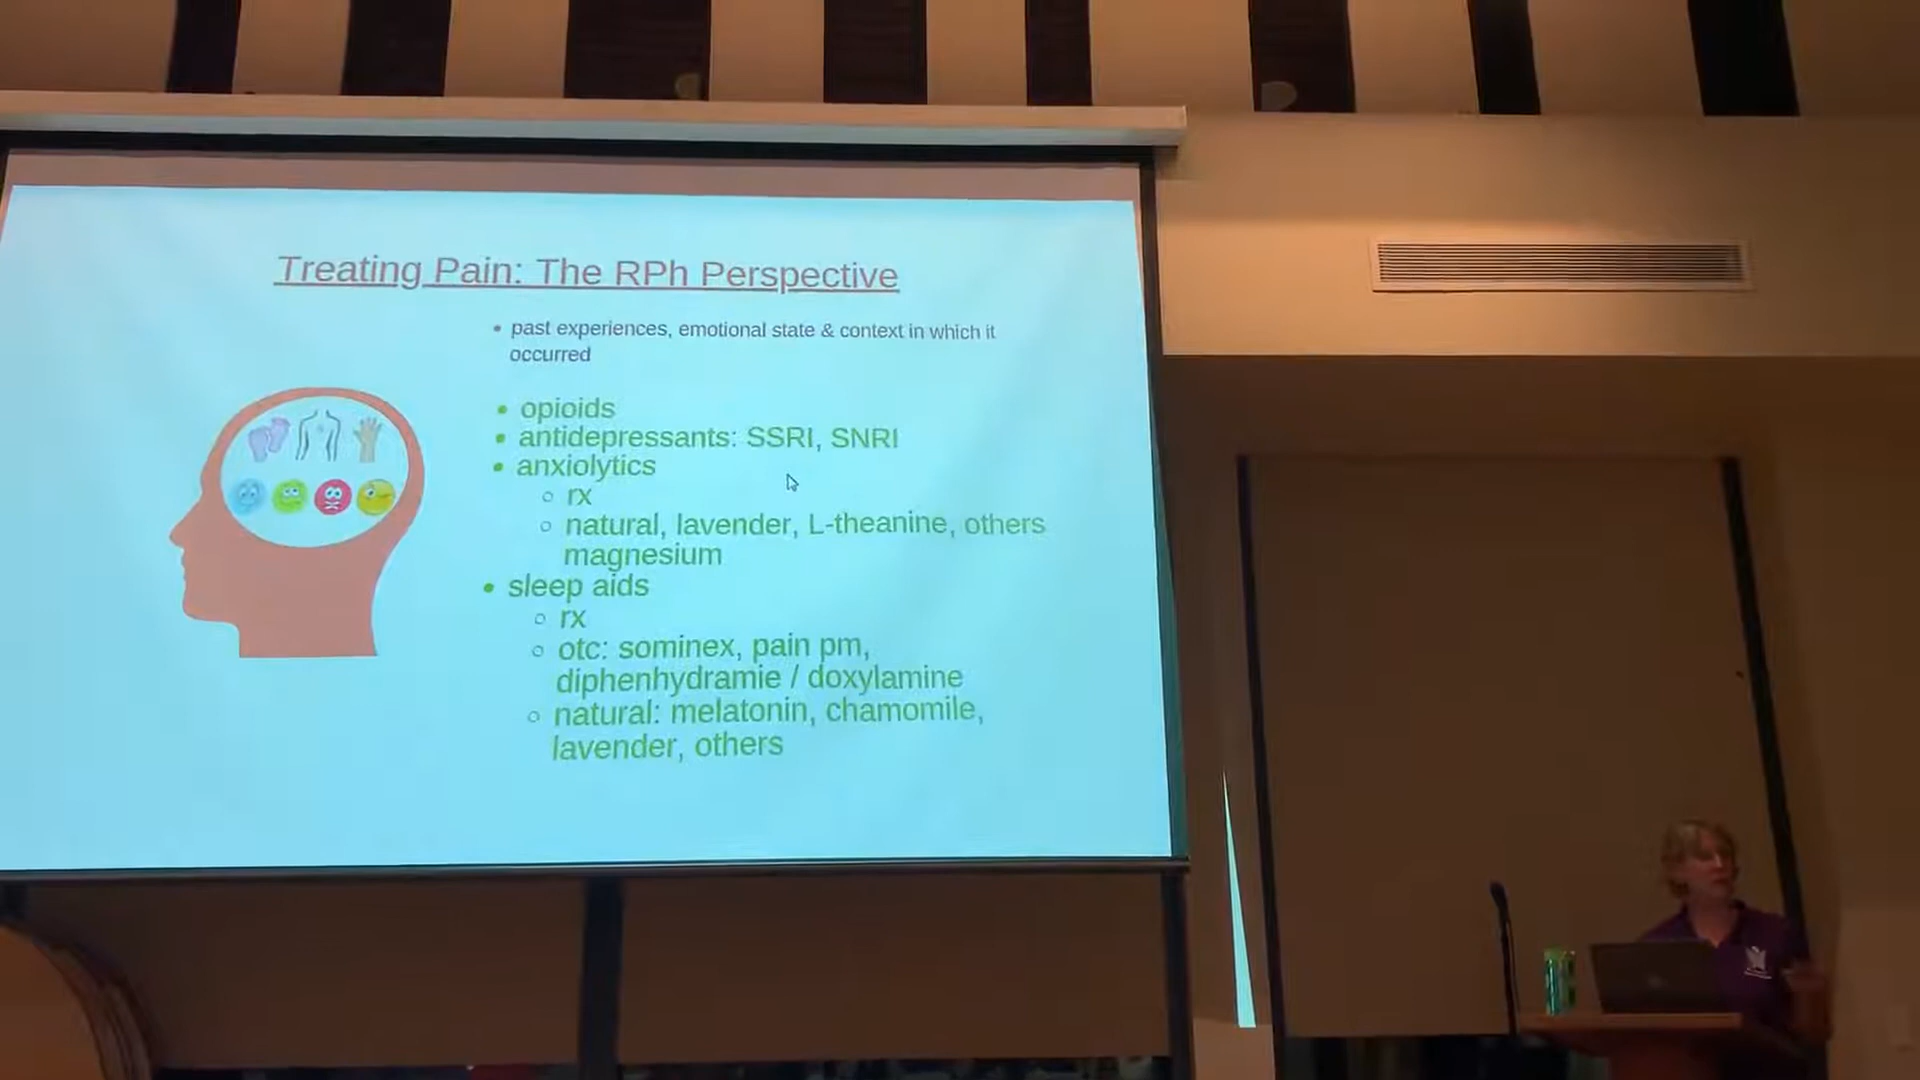 Treating Pain: The RPh Perspective
• past experiences, emotional state & context in which it
occurred
• opioids
• antidepressants: SSRI, SNRI
• anxiolytics
○ rx
○ natural, lavender, L-theanine, others
magnesium
• sleep aids
○ rx
○ otc: sominex, pain pm,
diphenhydramie / doxylamine
○ natural: melatonin, chamomile,
lavender, others